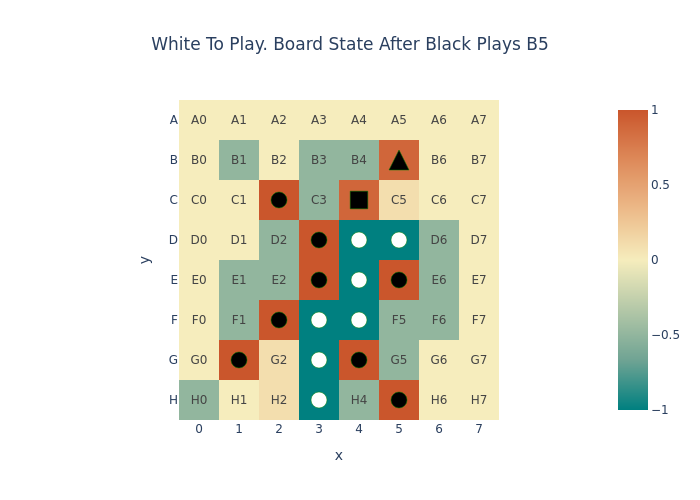 White To Play. Board State After Black Plays B5
A A0 A1 A2 A3 A4 A5 A6 A7
B B0 B1 B2 B3 B4 B6 B7
C C0 C1 C3 C5 C6 C7
D D0 D1 D2 D6 D7
E E0 E1 E2 E6 E7
F F0 F1 F5 F6 F7
G G0 G2 G5 G6 G7
H H0 H1 H2 H4 H6 H7
0 1 2 3 4 5 6 7
x
y
1
0.5
0
−0.5
−1